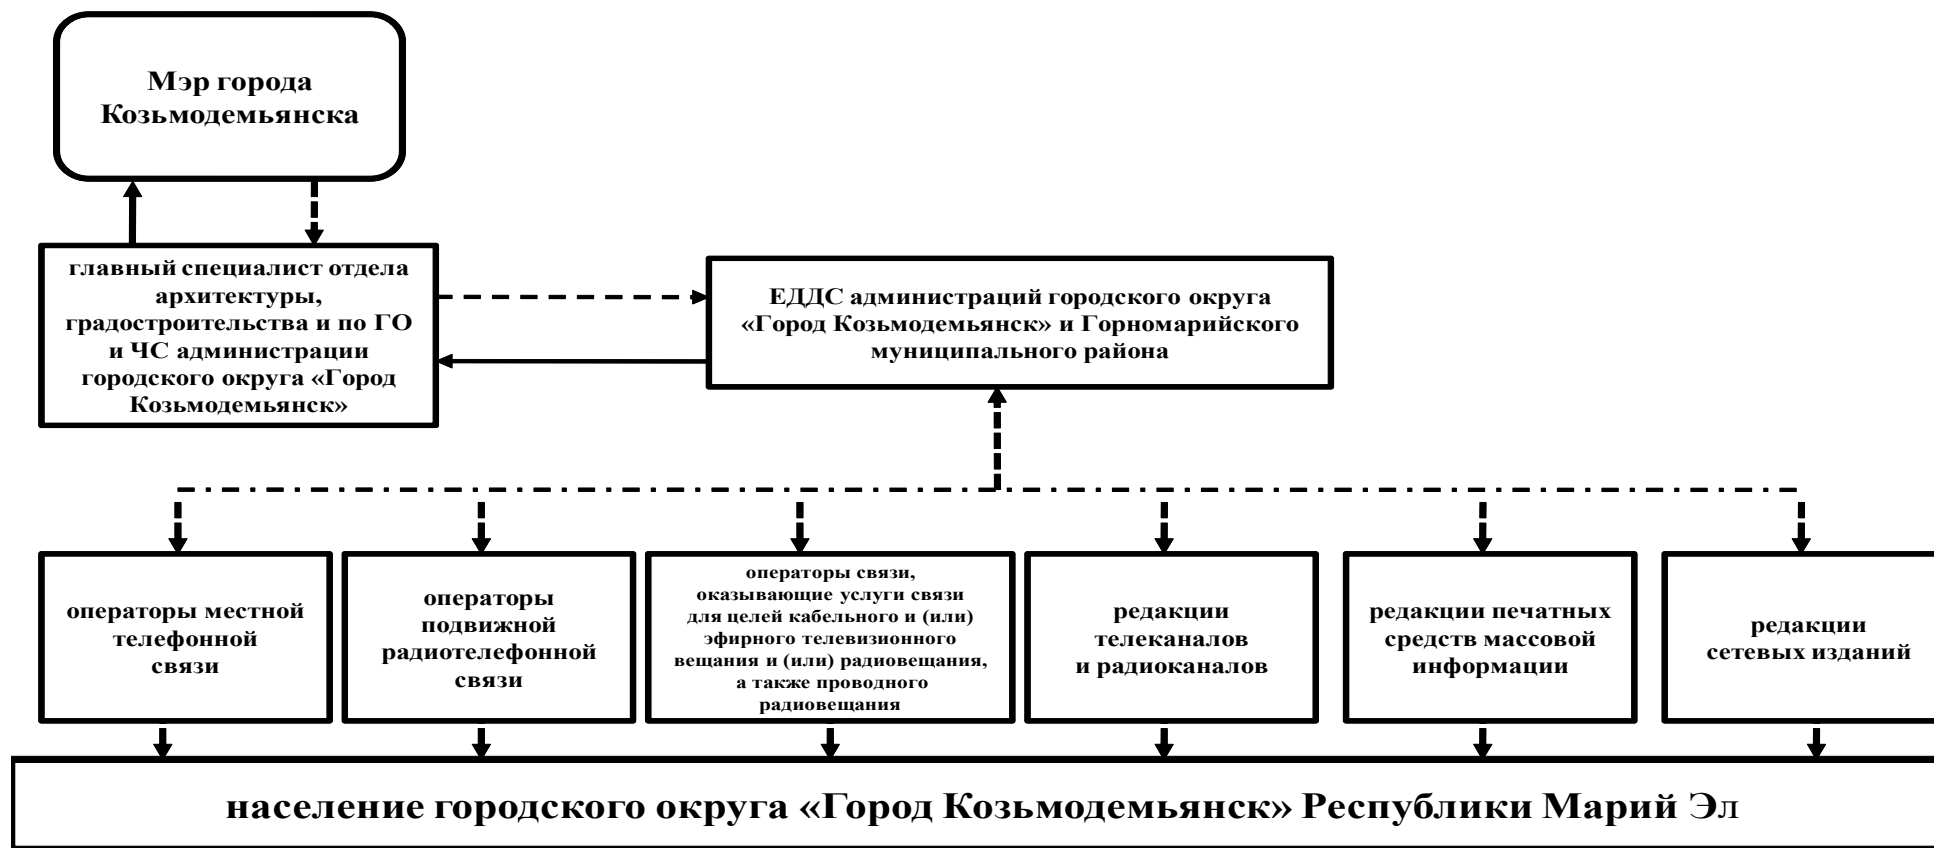 Мэр города
Козьмодемьянска
главный специалист отдела
архитектуры,
градостроительства и по ГО
и ЧС администрации
городского округа «Город
Козьмодемьянск»
ЕДДС администраций городского округа
«Город Козьмодемьянск» и Горномарийского
муниципального района
операторы местной
телефонной
связи
операторы
подвижной
радиотелефонной
связи
операторы связи,
оказывающие услуги связи
для целей кабельного и (или)
эфирного телевизионного
вещания и (или) радиовещания,
а также проводного
радиовещания
редакции
телеканалов
и радиоканалов
редакции печатных
средств массовой
информации
редакции
сетевых изданий
население городского округа «Город Козьмодемьянск» Республики Марий Эл